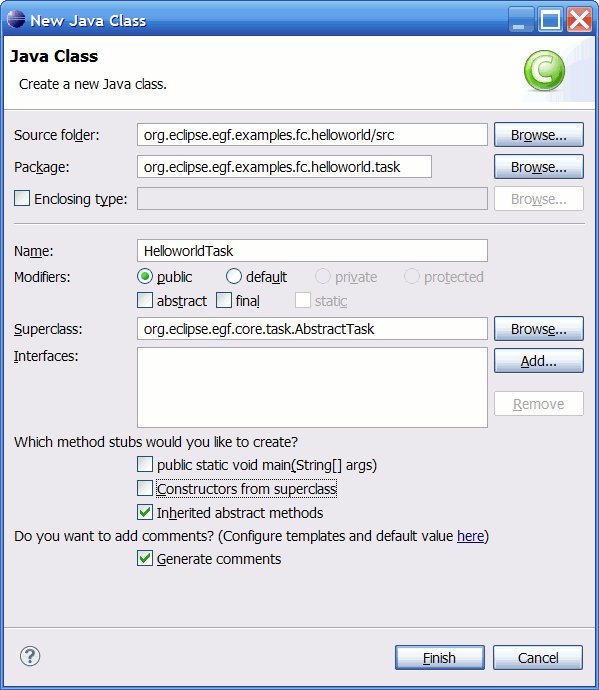 New Java Class
Java Class
Create a new Java class.
C
Source folder: org.eclipse.egf.examples.fc.helloworld/src Browse...
Package: org.eclipse.egf.examples.fc.helloworld.task Browse...
Enclosing type: Browse...
Name: HelloworldTask
Modifiers: public default private protected
abstract final static
Superclass: org.eclipse.egf.core.task.AbstractTask Browse...
Interfaces: Add...
Remove
Which method stubs would you like to create?
public static void main(String[] args)
Constructors from superclass
Inherited abstract methods
Do you want to add comments? (Configure templates and default value here)
Generate comments
? Finish Cancel